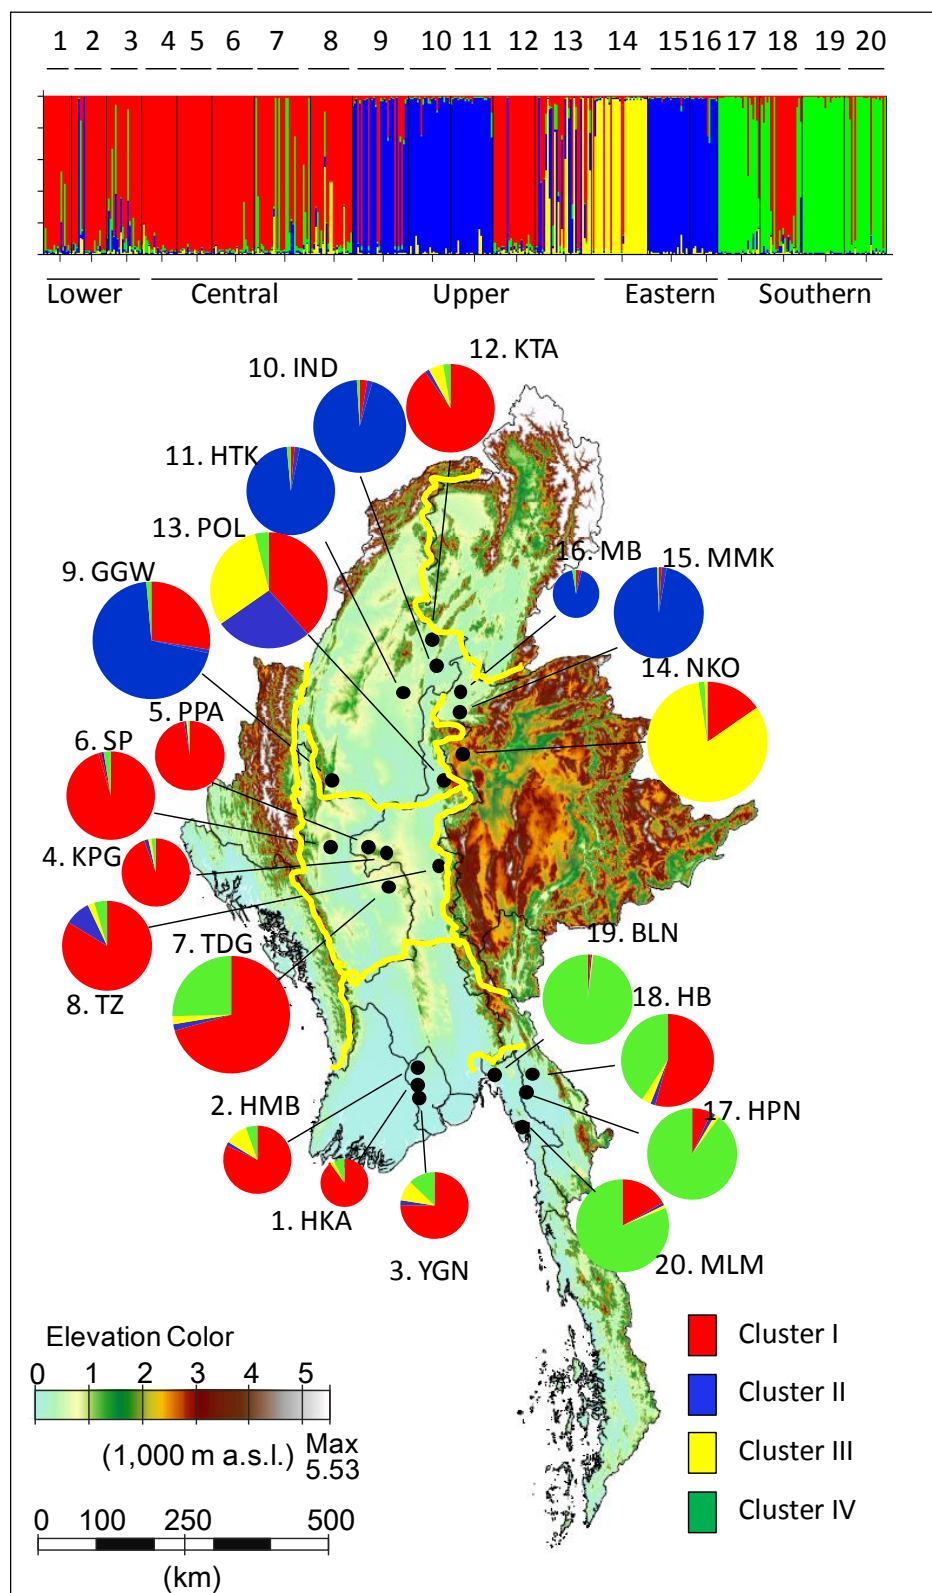 1 2 3 4 5 6 7 8 9 10 11 12 13 14 15 16 17 18 19 20
Lower Central Upper Eastern Southern
12. KTA
10. IND
11. HTK
13. POL
16. MB
15. MMK
9. GGW
14. NKO
5. PPA
6. SP
4. KPG
7. TDG
8. TZ
19. BLN
18. HB
2. HMB
17. HPN
1. HKA
3. YGN
20. MLM
Elevation Color
0 1 2 3 4 5
(1,000 m a.s.l.) Max
5.53
0 100 250 500
(km)
Cluster I
Cluster II
Cluster III
Cluster IV